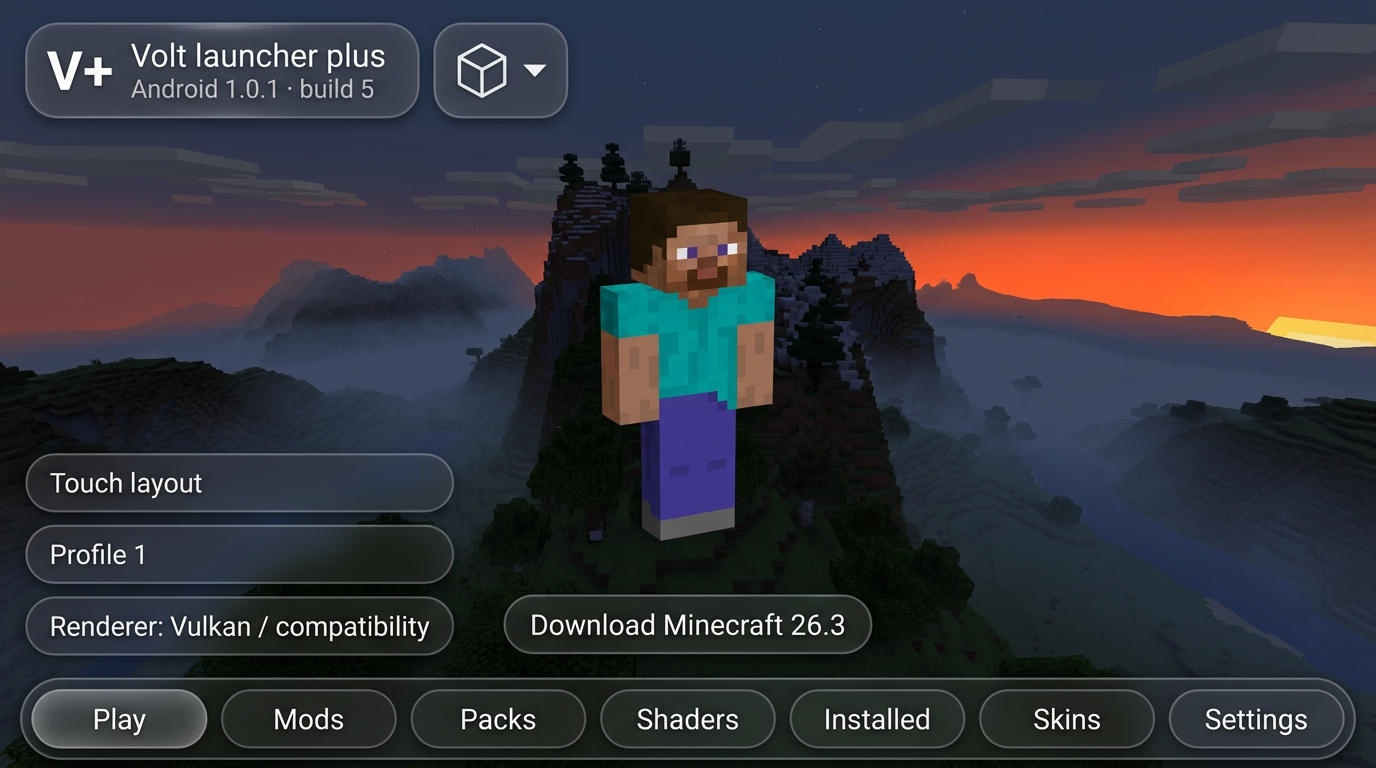 V+
Volt launcher plus
Android 1.0.1 · build 5
Touch layout
Profile 1
Renderer: Vulkan / compatibility
Download Minecraft 26.3
Play
Mods
Packs
Shaders
Installed
Skins
Settings